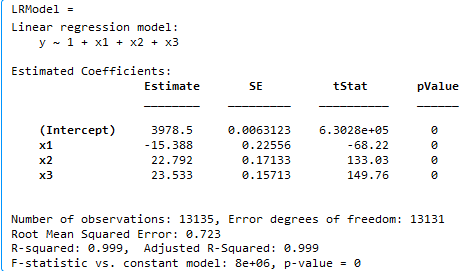 LRModel =
Linear regression model:
y ~ 1 + x1 + x2 + x3
Estimated Coefficients:
Estimate SE tStat pValue
(Intercept) 3978.5 0.0063123 6.3028e+05 0
x1 -15.388 0.22556 -68.22 0
x2 22.792 0.17133 133.03 0
x3 23.533 0.15713 149.76 0
Number of observations: 13135, Error degrees of freedom: 13131
Root Mean Squared Error: 0.723
R-squared: 0.999,  Adjusted R-Squared: 0.999
F-statistic vs. constant model: 8e+06, p-value = 0